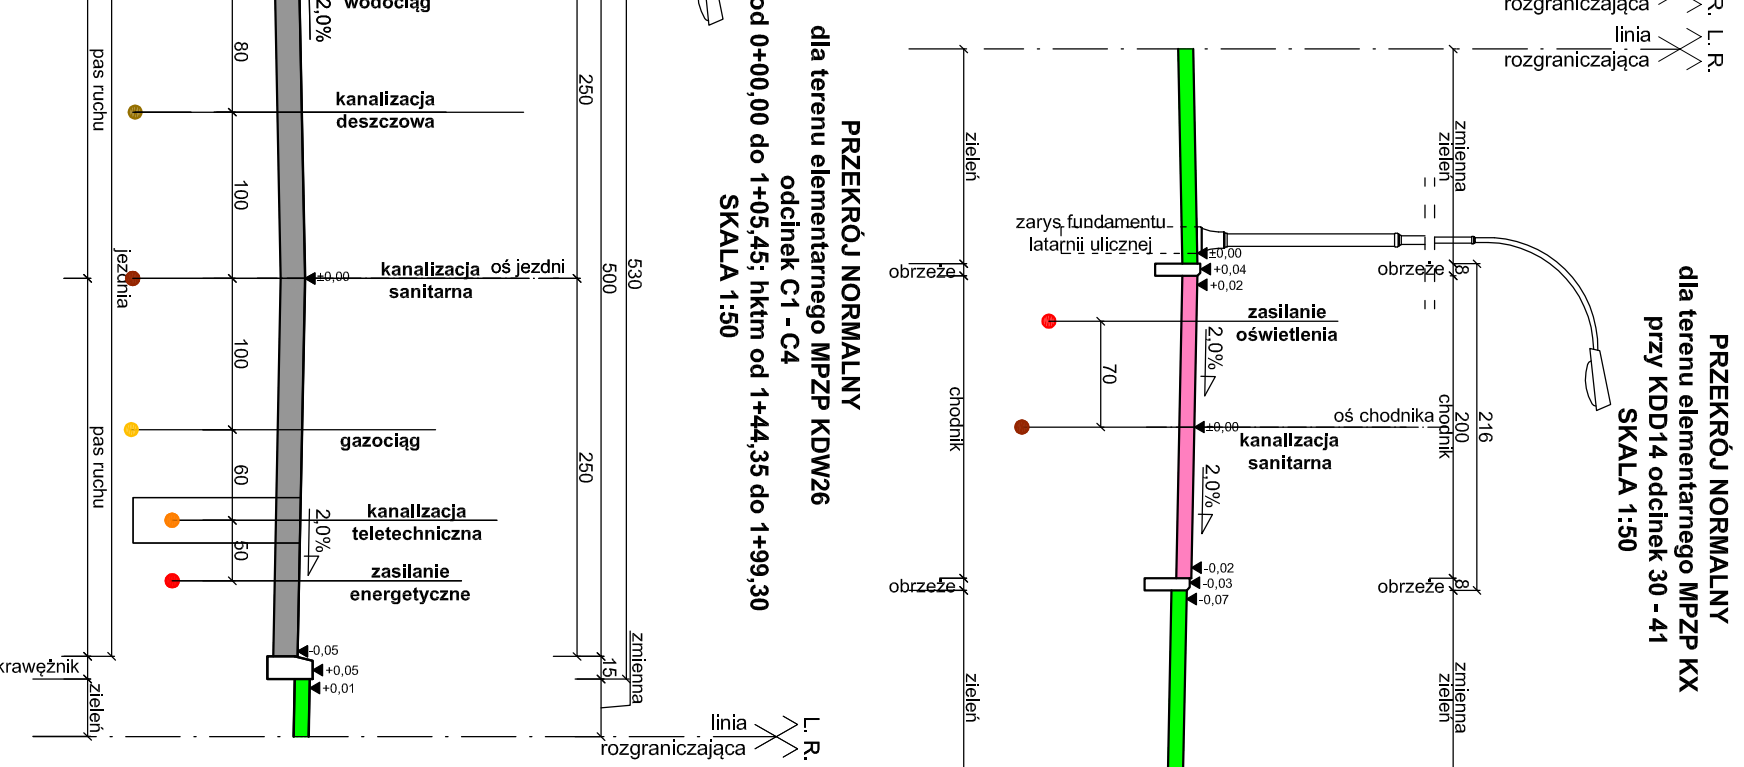 wodociąg
2,0%
80
pas ruchu
kanalizacja
deszczowa
250
100
jezdnia
±0,00
kanalizacja
sanitarna
oś jezdni
500
530
100
gazociąg
pas ruchu
60
250
kanalIzacja
teletechniczna
2,0%
50
zasilanie
energetyczne
-0,05
+0,05
+0,01
krawężnik
zieleń
15
zmienna
linia
rozgraniczająca
L. R.
PRZEKRÓJ NORMALNY
dla terenu elementarnego MPZP KDW26
odcinek C1 - C4
od 0+00,00 do 1+05,45; hktm od 1+44,35 do 1+99,30
SKALA 1:50
rozgraniczająca
R.
linia
rozgraniczająca
L. R.
zieleń
zmienna
zieleń
zarys fundamentu
latarnii ulicznej
±0,00
+0,04
+0,02
obrzeże
obrzeże
8
zasilanie
oświetlenia
2,0%
70
chodnik
±0,00
oś chodnika
kanalIzacja
sanitarna
chodnik
200
216
2,0%
-0,02
-0,03
-0,07
obrzeże
obrzeże
8
zieleń
zmienna
zieleń
PRZEKRÓJ NORMALNY
dla terenu elementarnego MPZP KX
przy KDD14 odcinek 30 - 41
SKALA 1:50